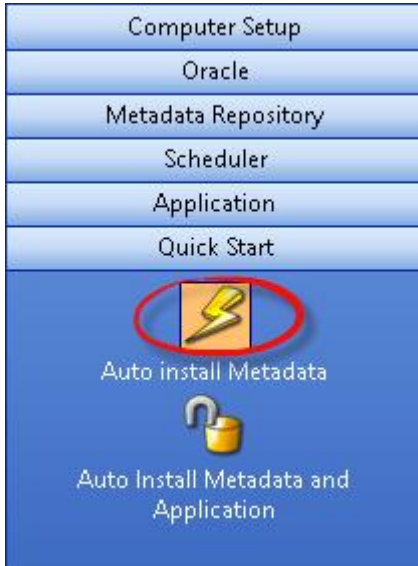 Computer Setup
Oracle
Metadata Repository
Scheduler
Application
Quick Start
Auto install Metadata
Auto Install Metadata and
Application